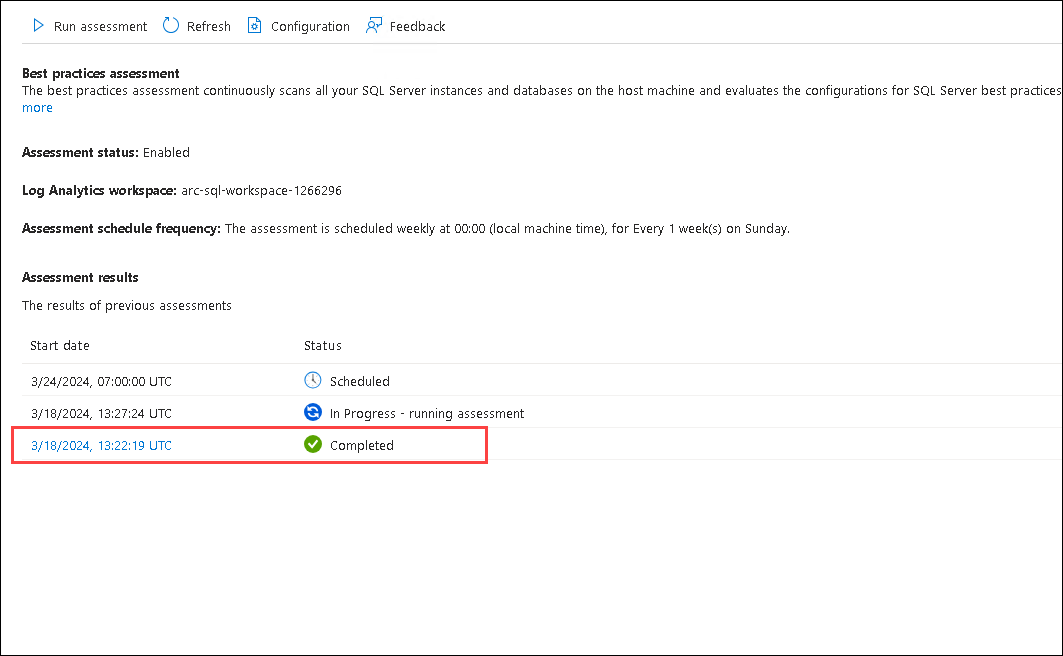 Run assessment Refresh Configuration Feedback
Best practices assessment
The best practices assessment continuously scans all your SQL Server instances and databases on the host machine and evaluates the configurations for SQL Server best practices
more
Assessment status: Enabled
Log Analytics workspace: arc-sql-workspace-1266296
Assessment schedule frequency: The assessment is scheduled weekly at 00:00 (local machine time), for Every 1 week(s) on Sunday.
Assessment results
The results of previous assessments
Start date Status
3/24/2024, 07:00:00 UTC Scheduled
3/18/2024, 13:27:24 UTC In Progress - running assessment
3/18/2024, 13:22:19 UTC Completed